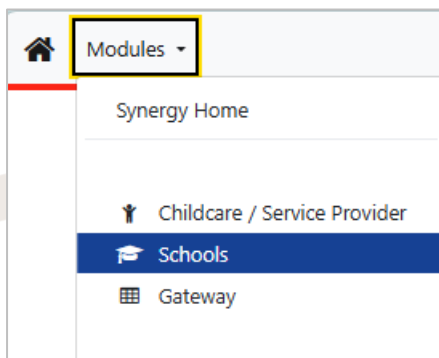 Modules
Synergy Home
Childcare / Service Provider
Schools
Gateway